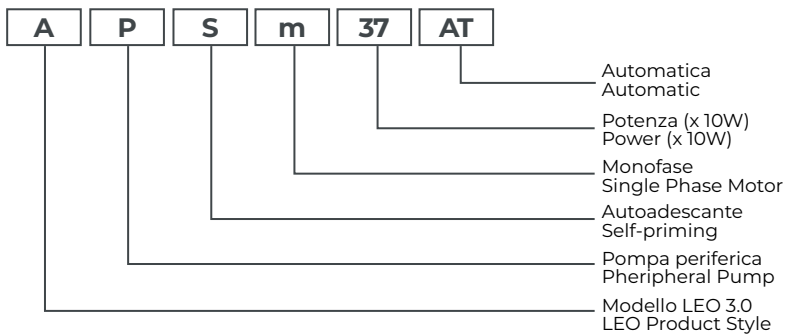 A P S m 37 AT
Automatica
Automatic
Potenza (x 10W)
Power (x 10W)
Monofase
Single Phase Motor
Autoadescante
Self-priming
Pompa periferica
Pheripheral Pump
Modello LEO 3.0
LEO Product Style